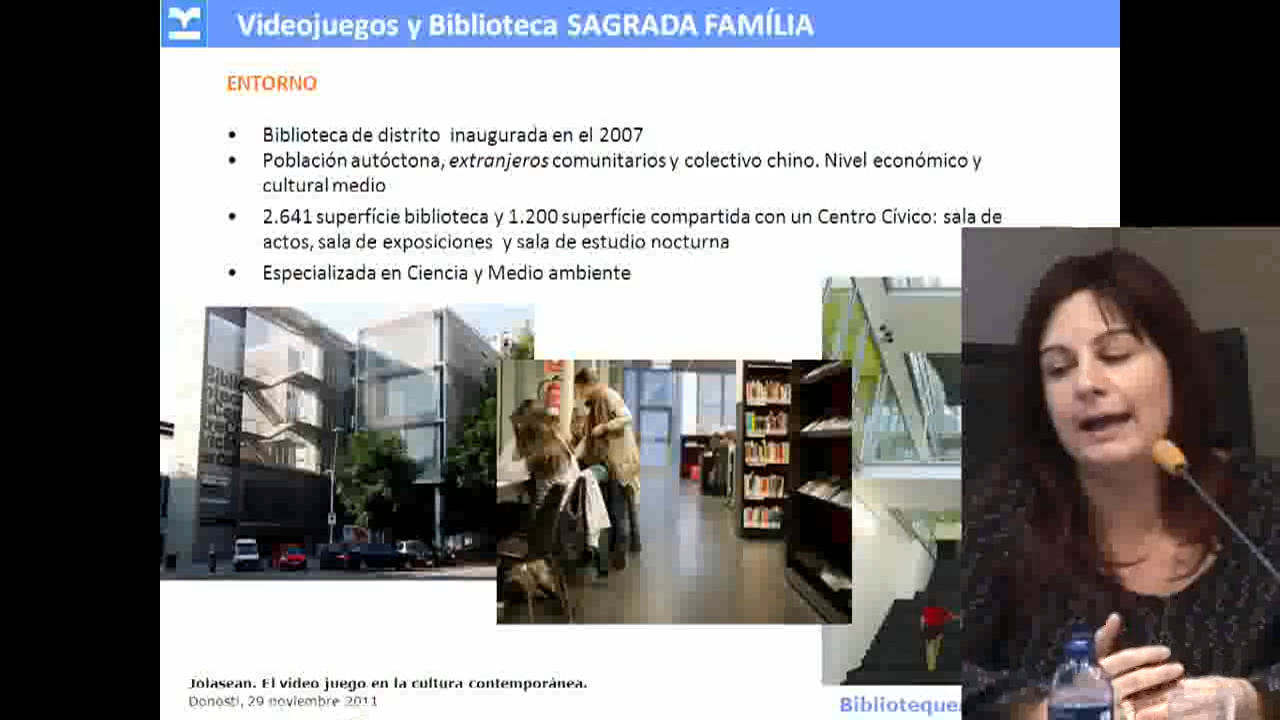 Videojuegos y Biblioteca SAGRADA FAMÍLIA
ENTORNO
• Biblioteca de distrito inaugurada en el 2007
• Población autóctona, extranjeros comunitarios y colectivo chino. Nivel económico y
cultural medio
• 2.641 superfície biblioteca y 1.200 superfície compartida con un Centro Cívico: sala de
actos, sala de exposiciones y sala de estudio nocturna
• Especializada en Ciencia y Medio ambiente
Jolasean. El video juego en la cultura contemporánea.
Donosti, 29 noviembre 2011